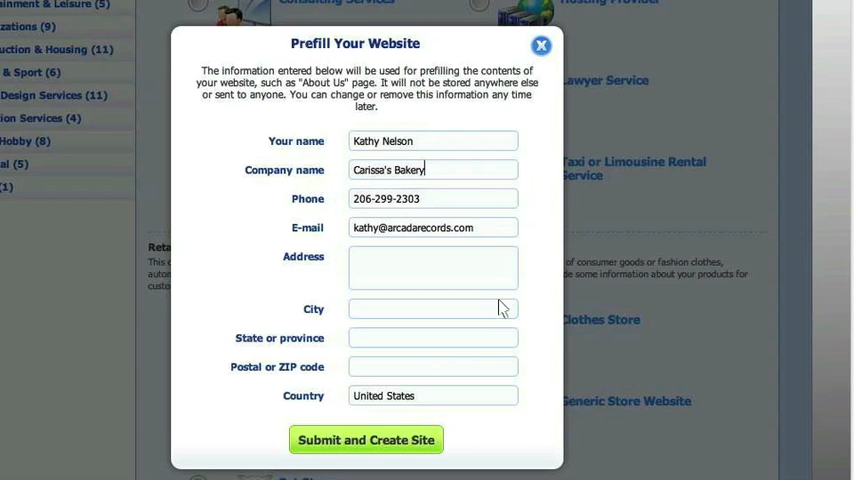 ainment & Leisure (5)
Consulting Services
Hosting Provider
zations (9)
uction & Housing (11)
& Sport (6)
Design Services (11)
ion Services (4)
Hobby (8)
al (5)
(1)
Prefill Your Website
The information entered below will be used for prefilling the contents of
your website, such as "About Us" page. It will not be stored anywhere else
or sent to anyone. You can change or remove this information any time
later.
Your name Kathy Nelson
Company name Carissa's Bakery
Phone 206-299-2303
E-mail kathy@arcadarecords.com
Address
City
State or province
Postal or ZIP code
Country United States
Submit and Create Site
Lawyer Service
Taxi or Limousine Rental
Service
Reta
This c
of consumer goods or fashion clothes,
autom
de some information about your products for
custo
Clothes Store
Generic Store Website